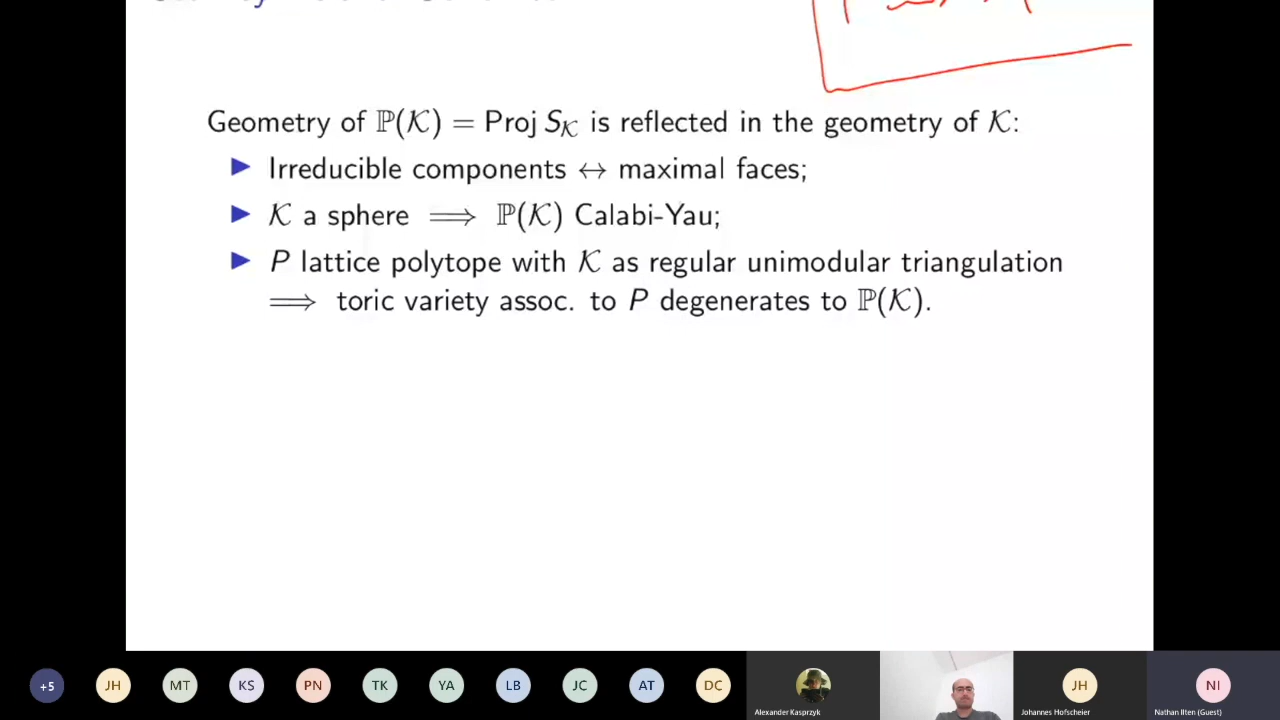 Geometry of ℙ(𝒦) = Proj S_𝒦 is reflected in the geometry of 𝒦:
▶ Irreducible components ↔ maximal faces;
▶ 𝒦 a sphere ⟹ ℙ(𝒦) Calabi-Yau;
▶ P lattice polytope with 𝒦 as regular unimodular triangulation
⟹ toric variety assoc. to P degenerates to ℙ(𝒦).
+5 JH MT KS PN TK YA LB JC AT DC JH NI
Alexander Kasprzyk Johannes Hofscheier Nathan Ilten (Guest)